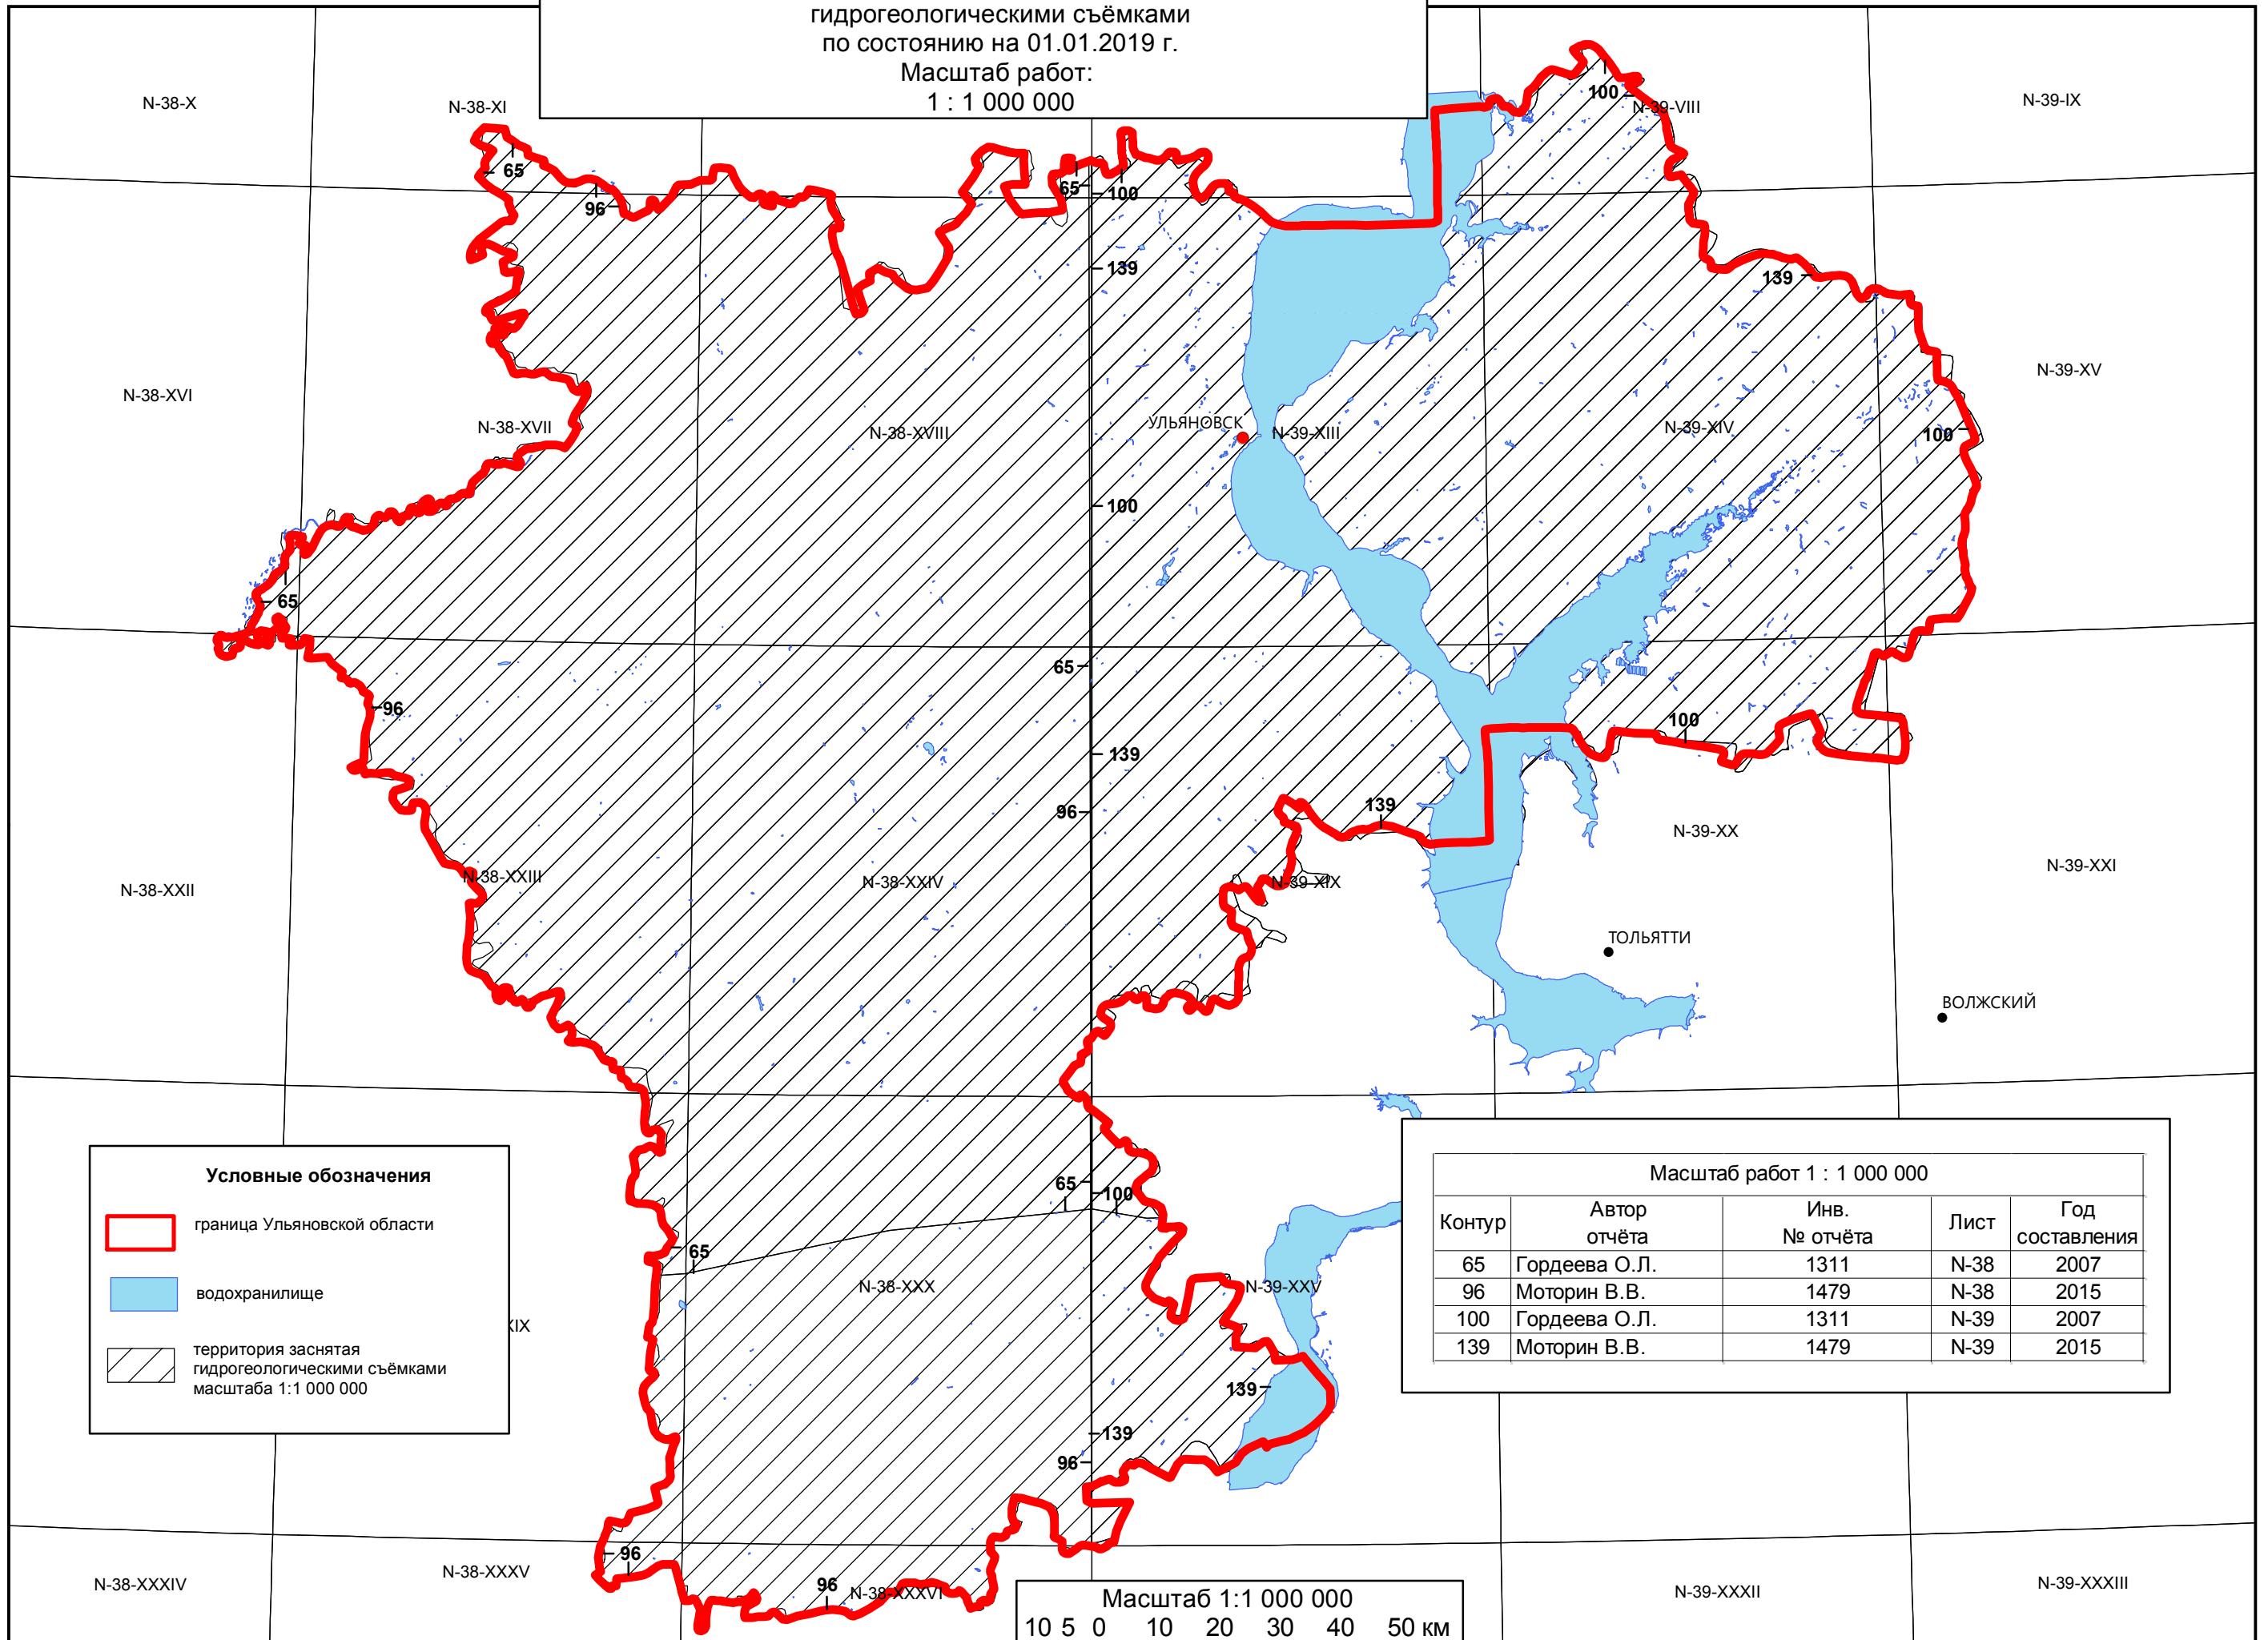 гидрогеологическими съёмками
по состоянию на 01.01.2019 г.
Масштаб работ:
1 : 1 000 000
N-38-X
N-38-XI
N-39-VIII
N-39-IX
100
65
96
65
100
139
139
N-38-XVI
N-38-XVII
N-38-XVIII
УЛЬЯНОВСК
N-39-XIII
N-39-XIV
N-39-XV
100
100
65
65
96
139
100
96
139
N-38-XXII
N-38-XXIII
N-38-XXIV
N-39-XIX
N-39-XX
N-39-XXI
ТОЛЬЯТТИ
ВОЛЖСКИЙ
65
100
65
N-38-XXX
N-39-XXV
XIX
139
139
96
96
96
N-38-XXXIV
N-38-XXXV
N-38-XXXVI
N-39-XXXII
N-39-XXXIII
Условные обозначения
граница Ульяновской области
водохранилище
территория заснятая
гидрогеологическими съёмками
масштаба 1:1 000 000
Масштаб работ 1 : 1 000 000
Контур Автор отчёта Инв. № отчёта Лист Год составления
65 Гордеева О.Л. 1311 N-38 2007
96 Моторин В.В. 1479 N-38 2015
100 Гордеева О.Л. 1311 N-39 2007
139 Моторин В.В. 1479 N-39 2015
Масштаб 1:1 000 000
10 5 0 10 20 30 40 50 км